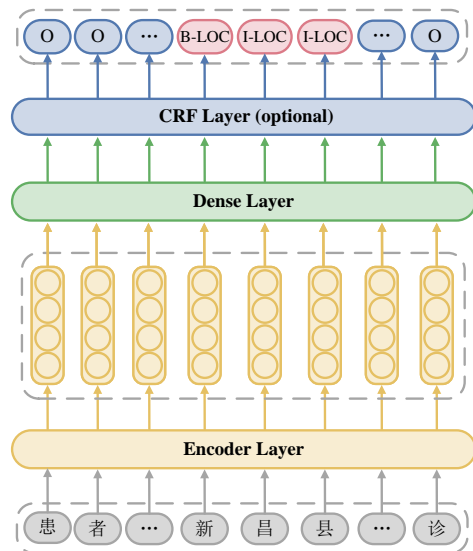 O O ... B-LOC I-LOC I-LOC ... O
CRF Layer (optional)
Dense Layer
Encoder Layer
患 者 ... 新 昌 县 ... 诊